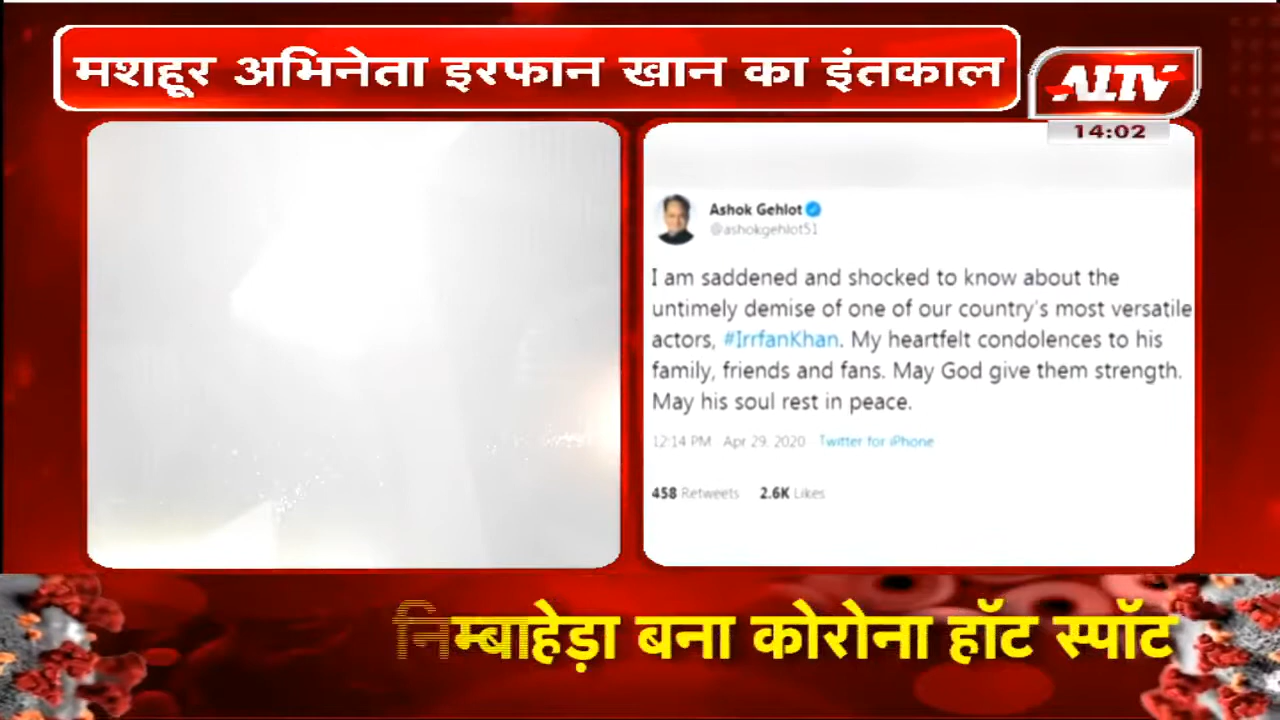 मशहूर अभिनेता इरफान खान का इंतकाल
ALTV
14:02
Ashok Gehlot
@ashokgehlot51
I am saddened and shocked to know about the
untimely demise of one of our country's most versatile
actors, #IrrfanKhan. My heartfelt condolences to his
family, friends and fans. May God give them strength.
May his soul rest in peace.
12:14 PM Apr 29, 2020 Twitter for iPhone
458 Retweets 2.6K Likes
निम्बाहेड़ा बना कोरोना हॉट स्पॉट